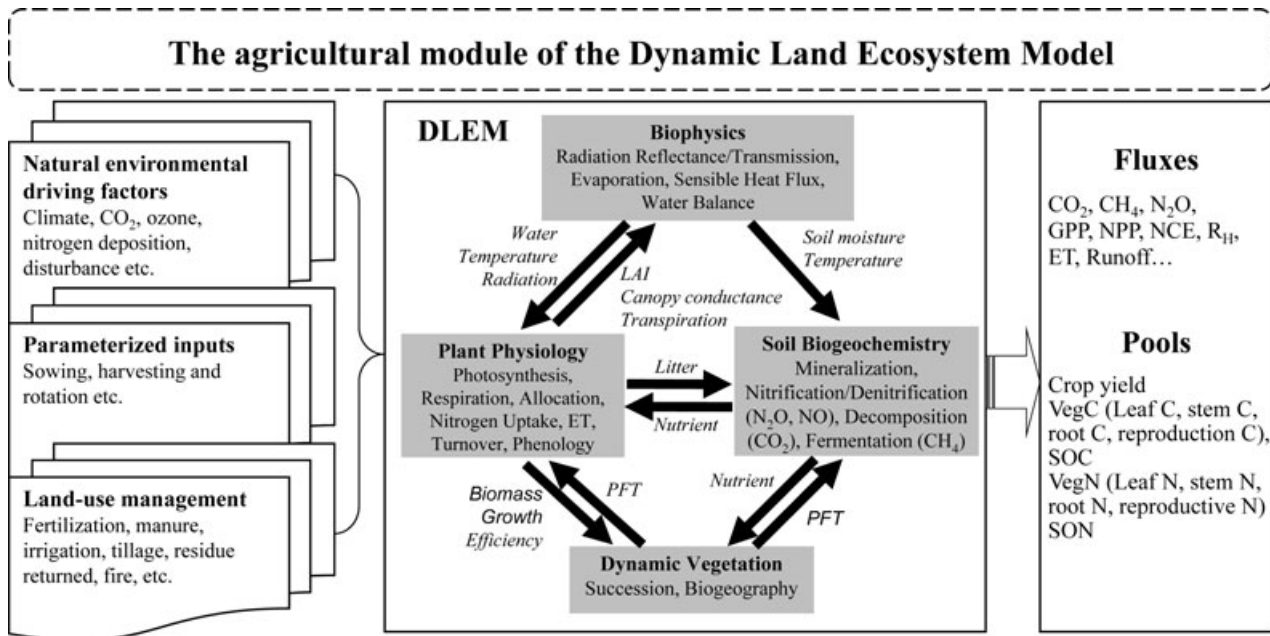 The agricultural module of the Dynamic Land Ecosystem Model
Natural environmental
driving factors
Climate, CO₂, ozone,
nitrogen deposition,
disturbance etc.
Parameterized inputs
Sowing, harvesting and
rotation etc.
Land-use management
Fertilization, manure,
irrigation, tillage, residue
returned, fire, etc.
DLEM
Biophysics
Radiation Reflectance/Transmission,
Evaporation, Sensible Heat Flux,
Water Balance
Water
Temperature
Radiation
LAI
Canopy conductance
Transpiration
Soil moisture
Temperature
Plant Physiology
Photosynthesis,
Respiration, Allocation,
Nitrogen Uptake, ET,
Turnover, Phenology
Litter
Nutrient
Soil Biogeochemistry
Mineralization,
Nitrification/Denitrification
(N₂O, NO), Decomposition
(CO₂), Fermentation (CH₄)
Biomass
Growth
Efficiency
PFT
Nutrient
PFT
Dynamic Vegetation
Succession, Biogeography
Fluxes
CO₂, CH₄, N₂O,
GPP, NPP, NCE, R_H,
ET, Runoff…
Pools
Crop yield
VegC (Leaf C, stem C,
root C, reproduction C),
SOC
VegN (Leaf N, stem N,
root N, reproductive N)
SON